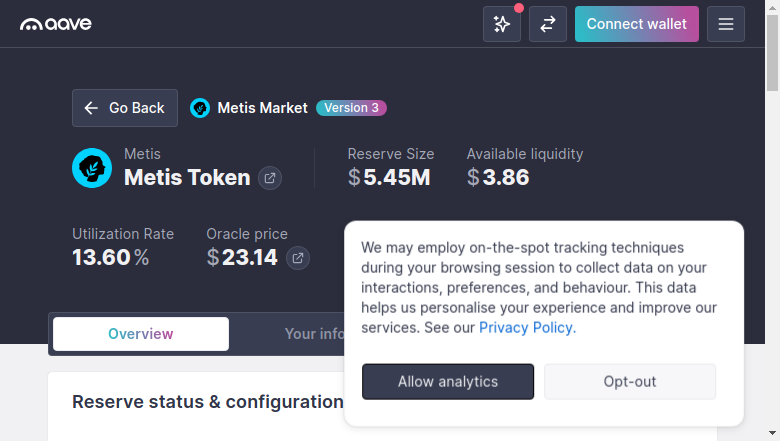 aave
Connect wallet
Go Back
Metis Market
Version 3
Metis
Metis Token
Reserve Size
$5.45M
Available liquidity
$3.86
Utilization Rate
13.60%
Oracle price
$23.14
We may employ on-the-spot tracking techniques
during your browsing session to collect data on your
interactions, preferences, and behaviour. This data
helps us personalise your experience and improve our
services. See our Privacy Policy.
Allow analytics
Opt-out
Overview
Your info
Reserve status & configuration